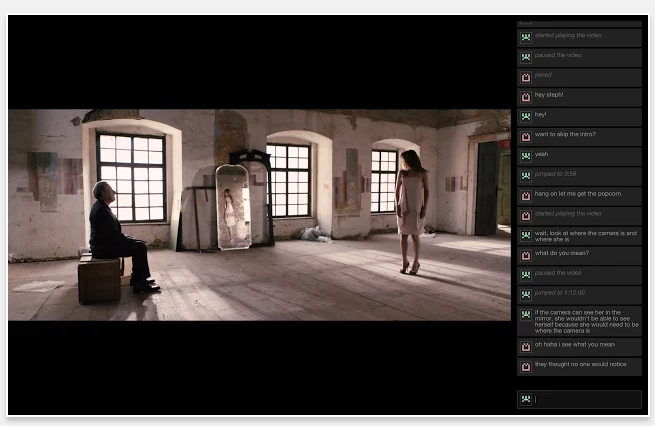 started playing the video
paused the video
joined
hey steph!
hey!
want to skip the intro?
yeah
jumped to 0:56
hang on let me get the popcorn
started playing the video
wait, look at where the camera is and
where she is
what do you mean?
paused the video
jumped to 1:12:00
if the camera can see her in the
mirror, she wouldn't be able to see
herself because she would need to be
where the camera is
oh haha i see what you mean
they thought no one would notice